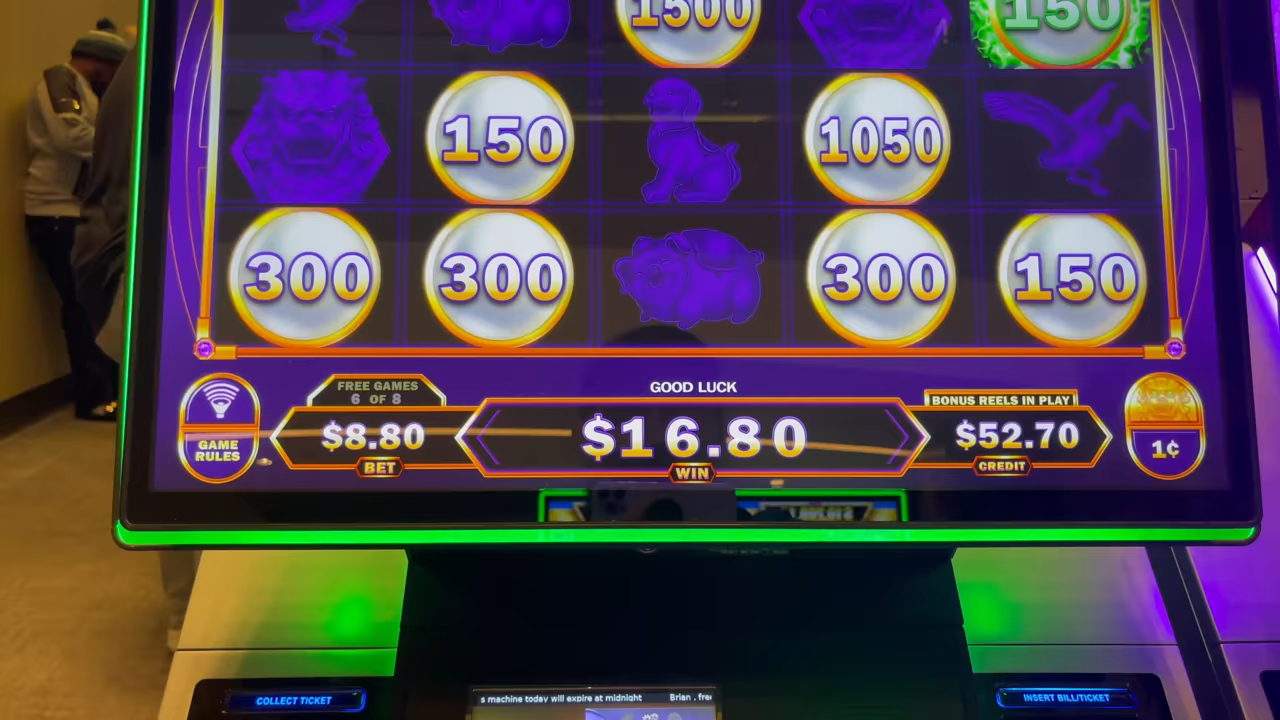 1500
150
150
1050
300
300
300
150
GOOD LUCK
FREE GAMES
6 OF 8
BONUS REELS IN PLAY
$8.80
$16.80
$52.70
BET
WIN
CREDIT
GAME
RULES
1¢
COLLECT TICKET
s machine today will expire at midnight
Brian . free
INSERT BILL/TICKET